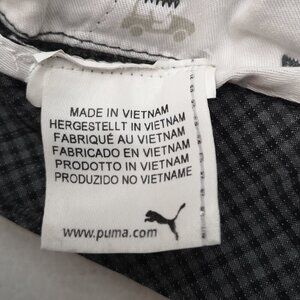 MADE IN VIETNAM
HERGESTELLT IN VIETNAM
FABRIQUÉ AU VIETNAM
FABRICADO EN VIETNAM
PRODOTTO IN VIETNAM
PRODUZIDO NO VIETNAME
www.puma.com